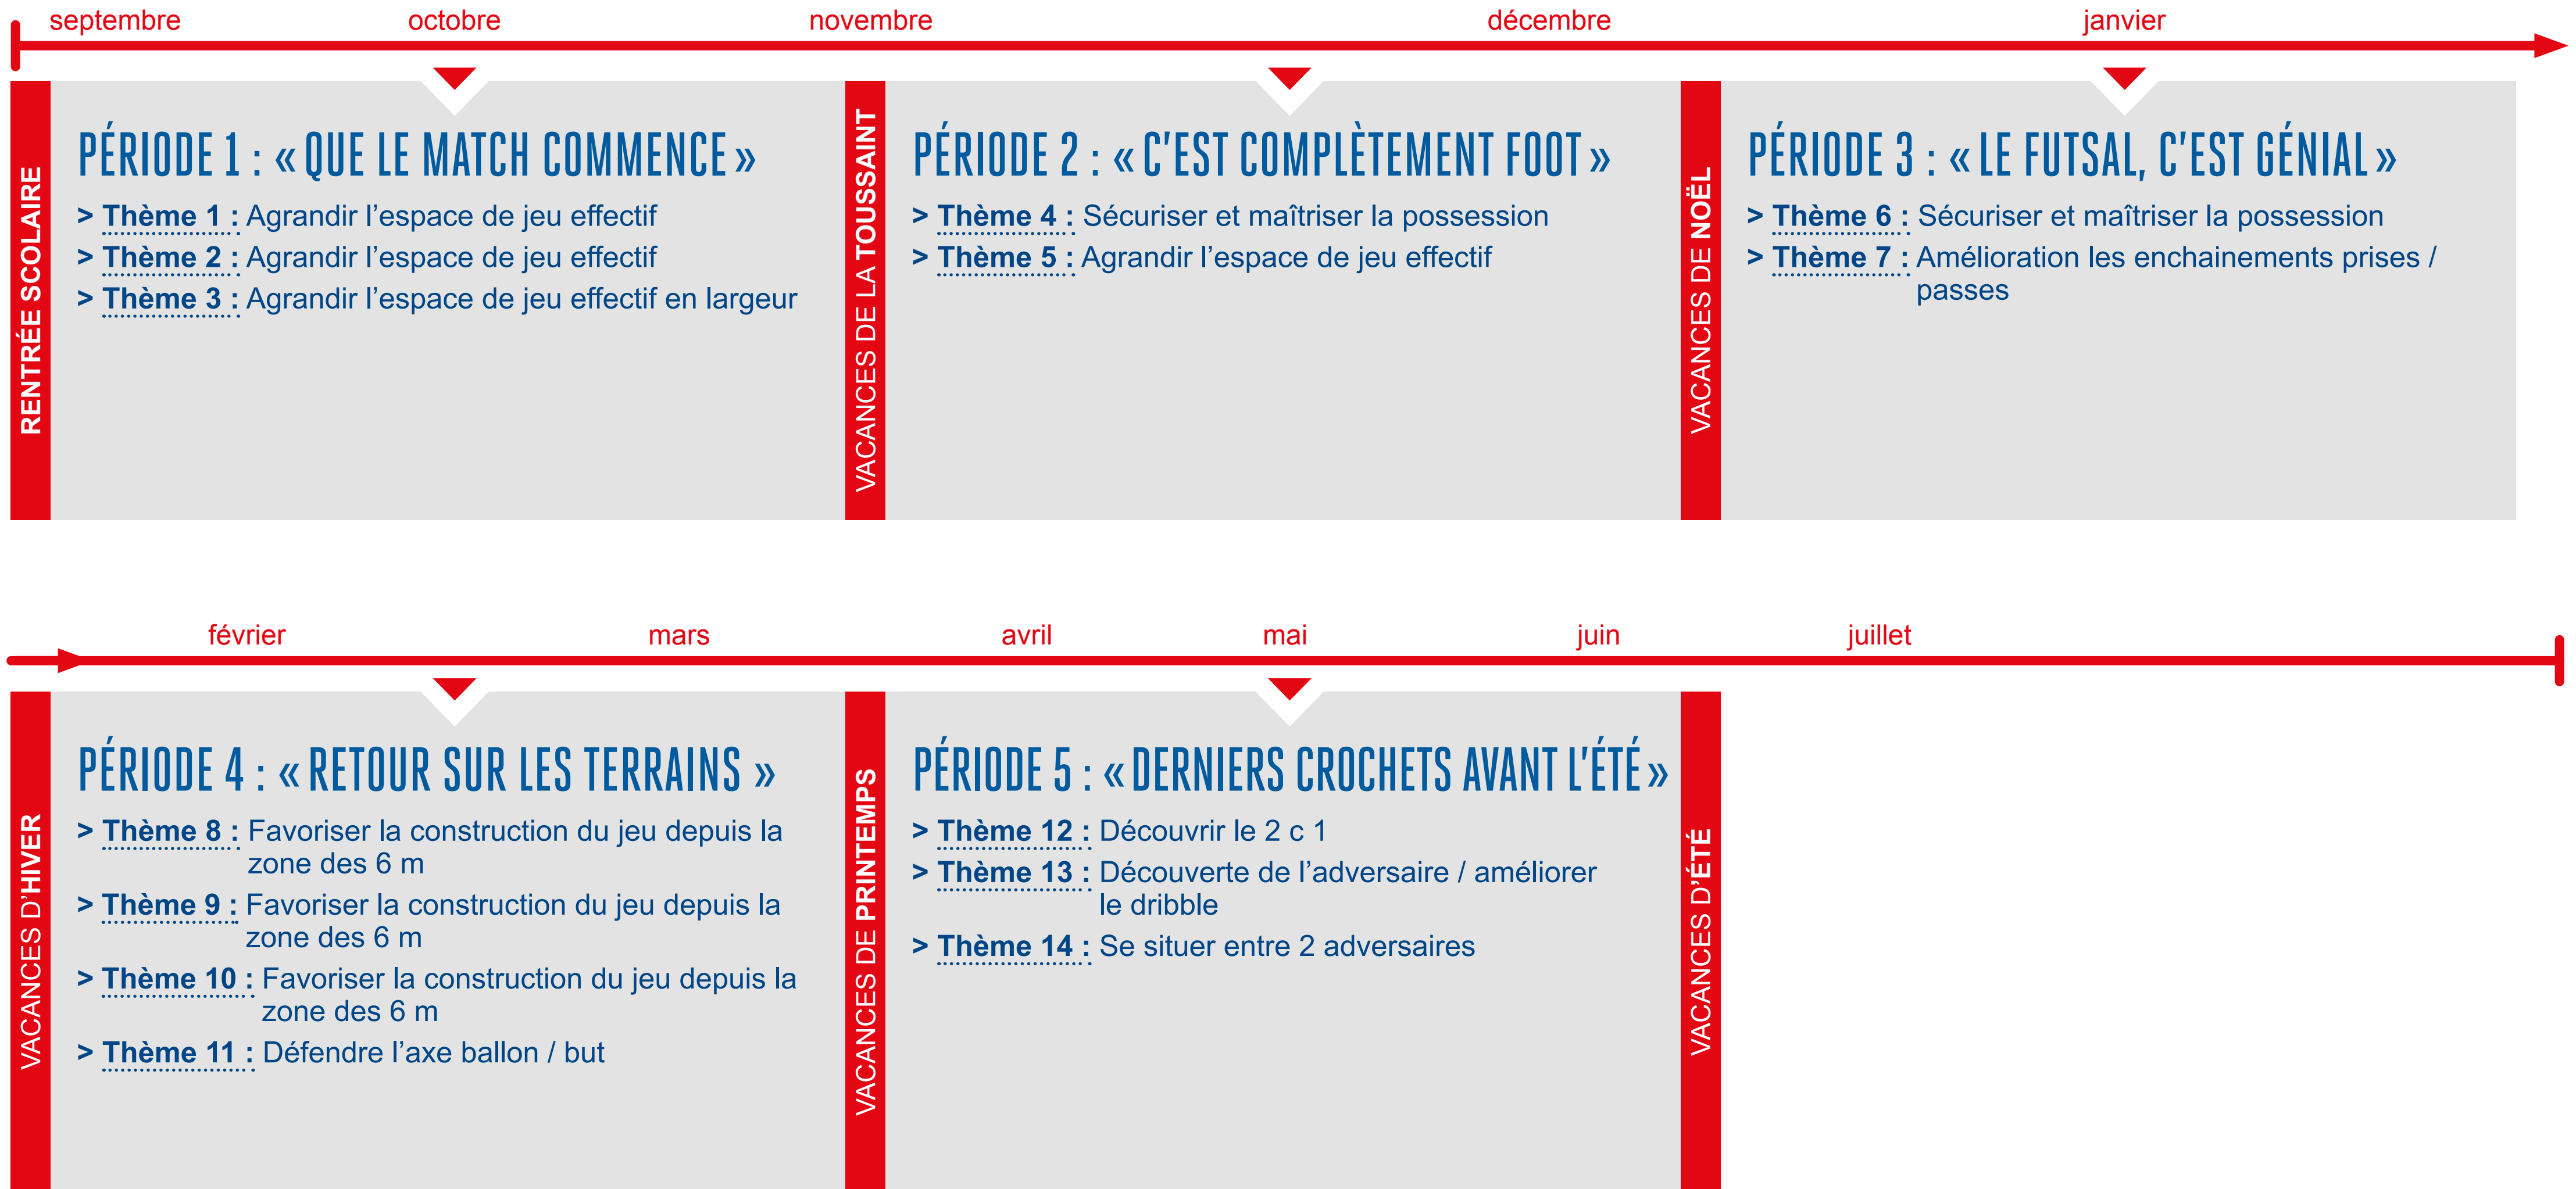 septembre octobre novembre décembre janvier
RENTRÉE SCOLAIRE
PÉRIODE 1 : « QUE LE MATCH COMMENCE »
> Thème 1 : Agrandir l’espace de jeu effectif
> Thème 2 : Agrandir l’espace de jeu effectif
> Thème 3 : Agrandir l’espace de jeu effectif en largeur
VACANCES DE LA TOUSSAINT
PÉRIODE 2 : « C’EST COMPLÈTEMENT FOOT »
> Thème 4 : Sécuriser et maîtriser la possession
> Thème 5 : Agrandir l’espace de jeu effectif
VACANCES DE NOËL
PÉRIODE 3 : « LE FUTSAL, C’EST GÉNIAL »
> Thème 6 : Sécuriser et maîtriser la possession
> Thème 7 : Amélioration les enchainements prises /
passes
février mars avril mai juin juillet
VACANCES D’HIVER
PÉRIODE 4 : « RETOUR SUR LES TERRAINS »
> Thème 8 : Favoriser la construction du jeu depuis la
zone des 6 m
> Thème 9 : Favoriser la construction du jeu depuis la
zone des 6 m
> Thème 10 : Favoriser la construction du jeu depuis la
zone des 6 m
> Thème 11 : Défendre l’axe ballon / but
VACANCES DE PRINTEMPS
PÉRIODE 5 : « DERNIERS CROCHETS AVANT L’ÉTÉ »
> Thème 12 : Découvrir le 2 c 1
> Thème 13 : Découverte de l’adversaire / améliorer
le dribble
> Thème 14 : Se situer entre 2 adversaires
VACANCES D’ÉTÉ